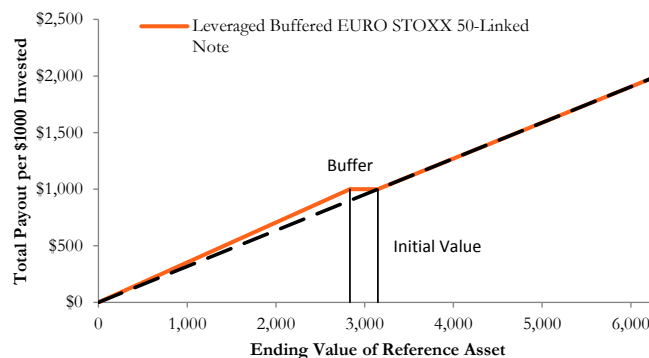 Leveraged Buffered EURO STOXX 50-Linked
Note
Total Payout per $1000 Invested
$2,500
$2,000
$1,500
$1,000
$500
$0
Buffer
Initial Value
0
1,000
2,000
3,000
4,000
5,000
6,000
Ending Value of Reference Asset